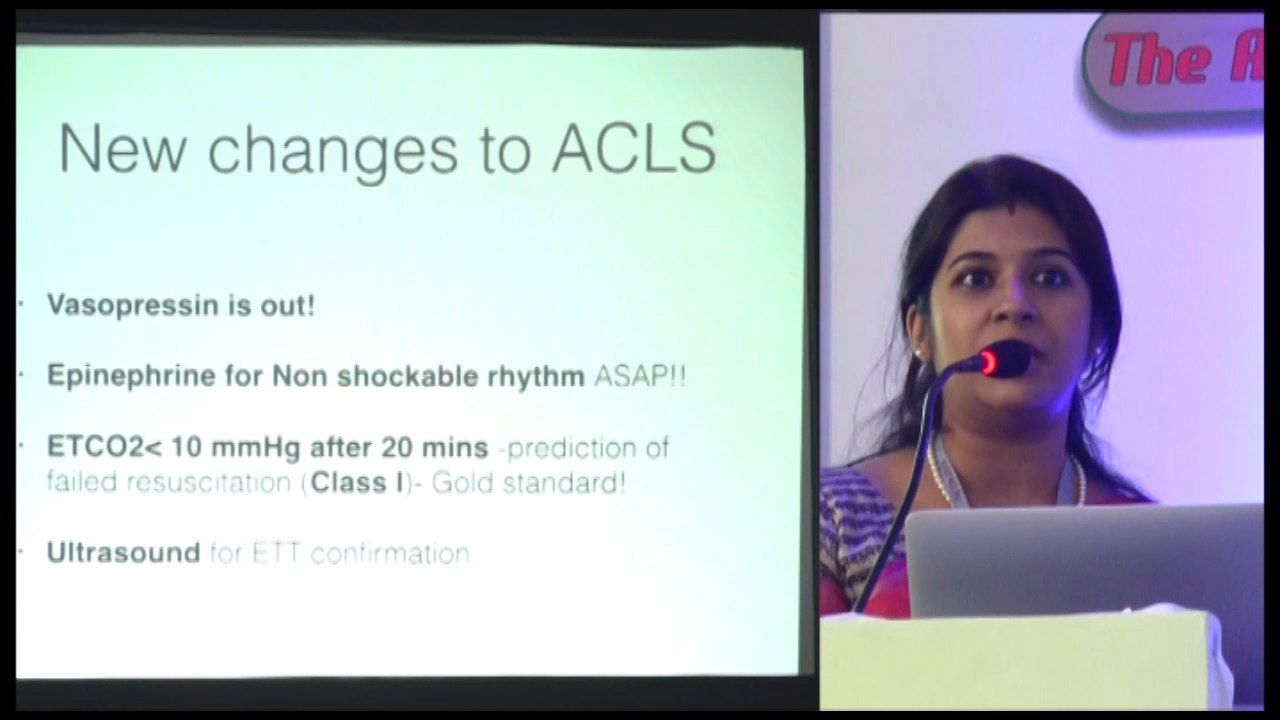 New changes to ACLS
· Vasopressin is out!
· Epinephrine for Non shockable rhythm ASAP!!
· ETCO2< 10 mmHg after 20 mins -prediction of
failed resuscitation (Class I)- Gold standard!
· Ultrasound for ETT confirmation
The